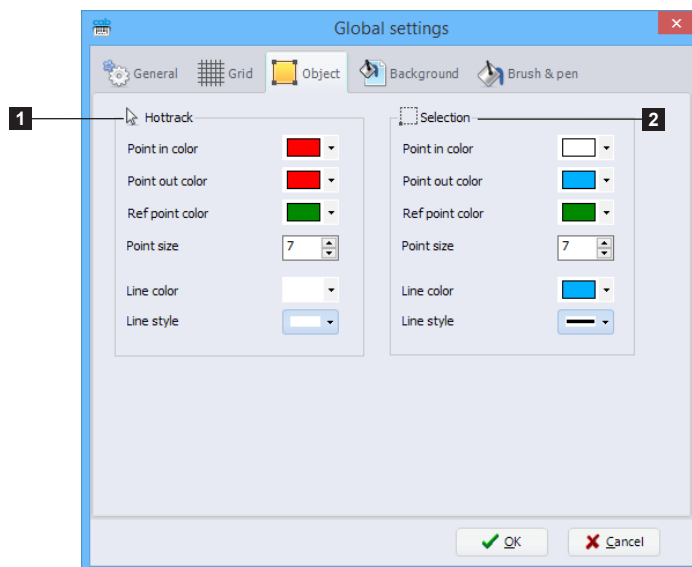 cab
Global settings
General Grid Object Background Brush & pen
1
Hottrack
Point in color
Point out color
Ref point color
Point size 7
Line color
Line style
Selection
2
Point in color
Point out color
Ref point color
Point size 7
Line color
Line style
OK Cancel